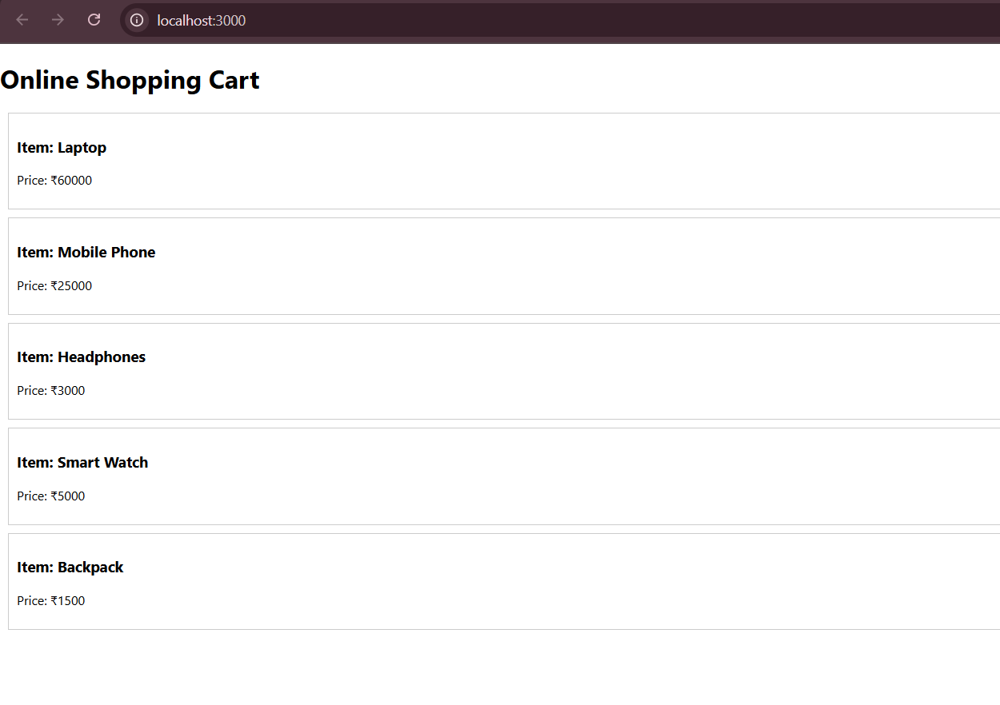 localhost:3000
Online Shopping Cart
Item: Laptop
Price: ₹60000
Item: Mobile Phone
Price: ₹25000
Item: Headphones
Price: ₹3000
Item: Smart Watch
Price: ₹5000
Item: Backpack
Price: ₹1500